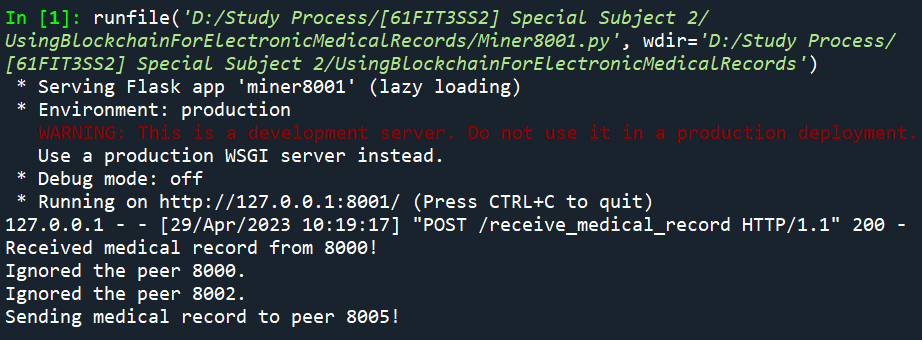 In [1]: runfile('D:/Study Process/[61FIT3SS2] Special Subject 2/
UsingBlockchainForElectronicMedicalRecords/Miner8001.py', wdir='D:/Study Process/
[61FIT3SS2] Special Subject 2/UsingBlockchainForElectronicMedicalRecords')
 * Serving Flask app 'miner8001' (lazy loading)
 * Environment: production
   WARNING: This is a development server. Do not use it in a production deployment.
   Use a production WSGI server instead.
 * Debug mode: off
 * Running on http://127.0.0.1:8001/ (Press CTRL+C to quit)
127.0.0.1 - - [29/Apr/2023 10:19:17] "POST /receive_medical_record HTTP/1.1" 200 -
Received medical record from 8000!
Ignored the peer 8000.
Ignored the peer 8002.
Sending medical record to peer 8005!